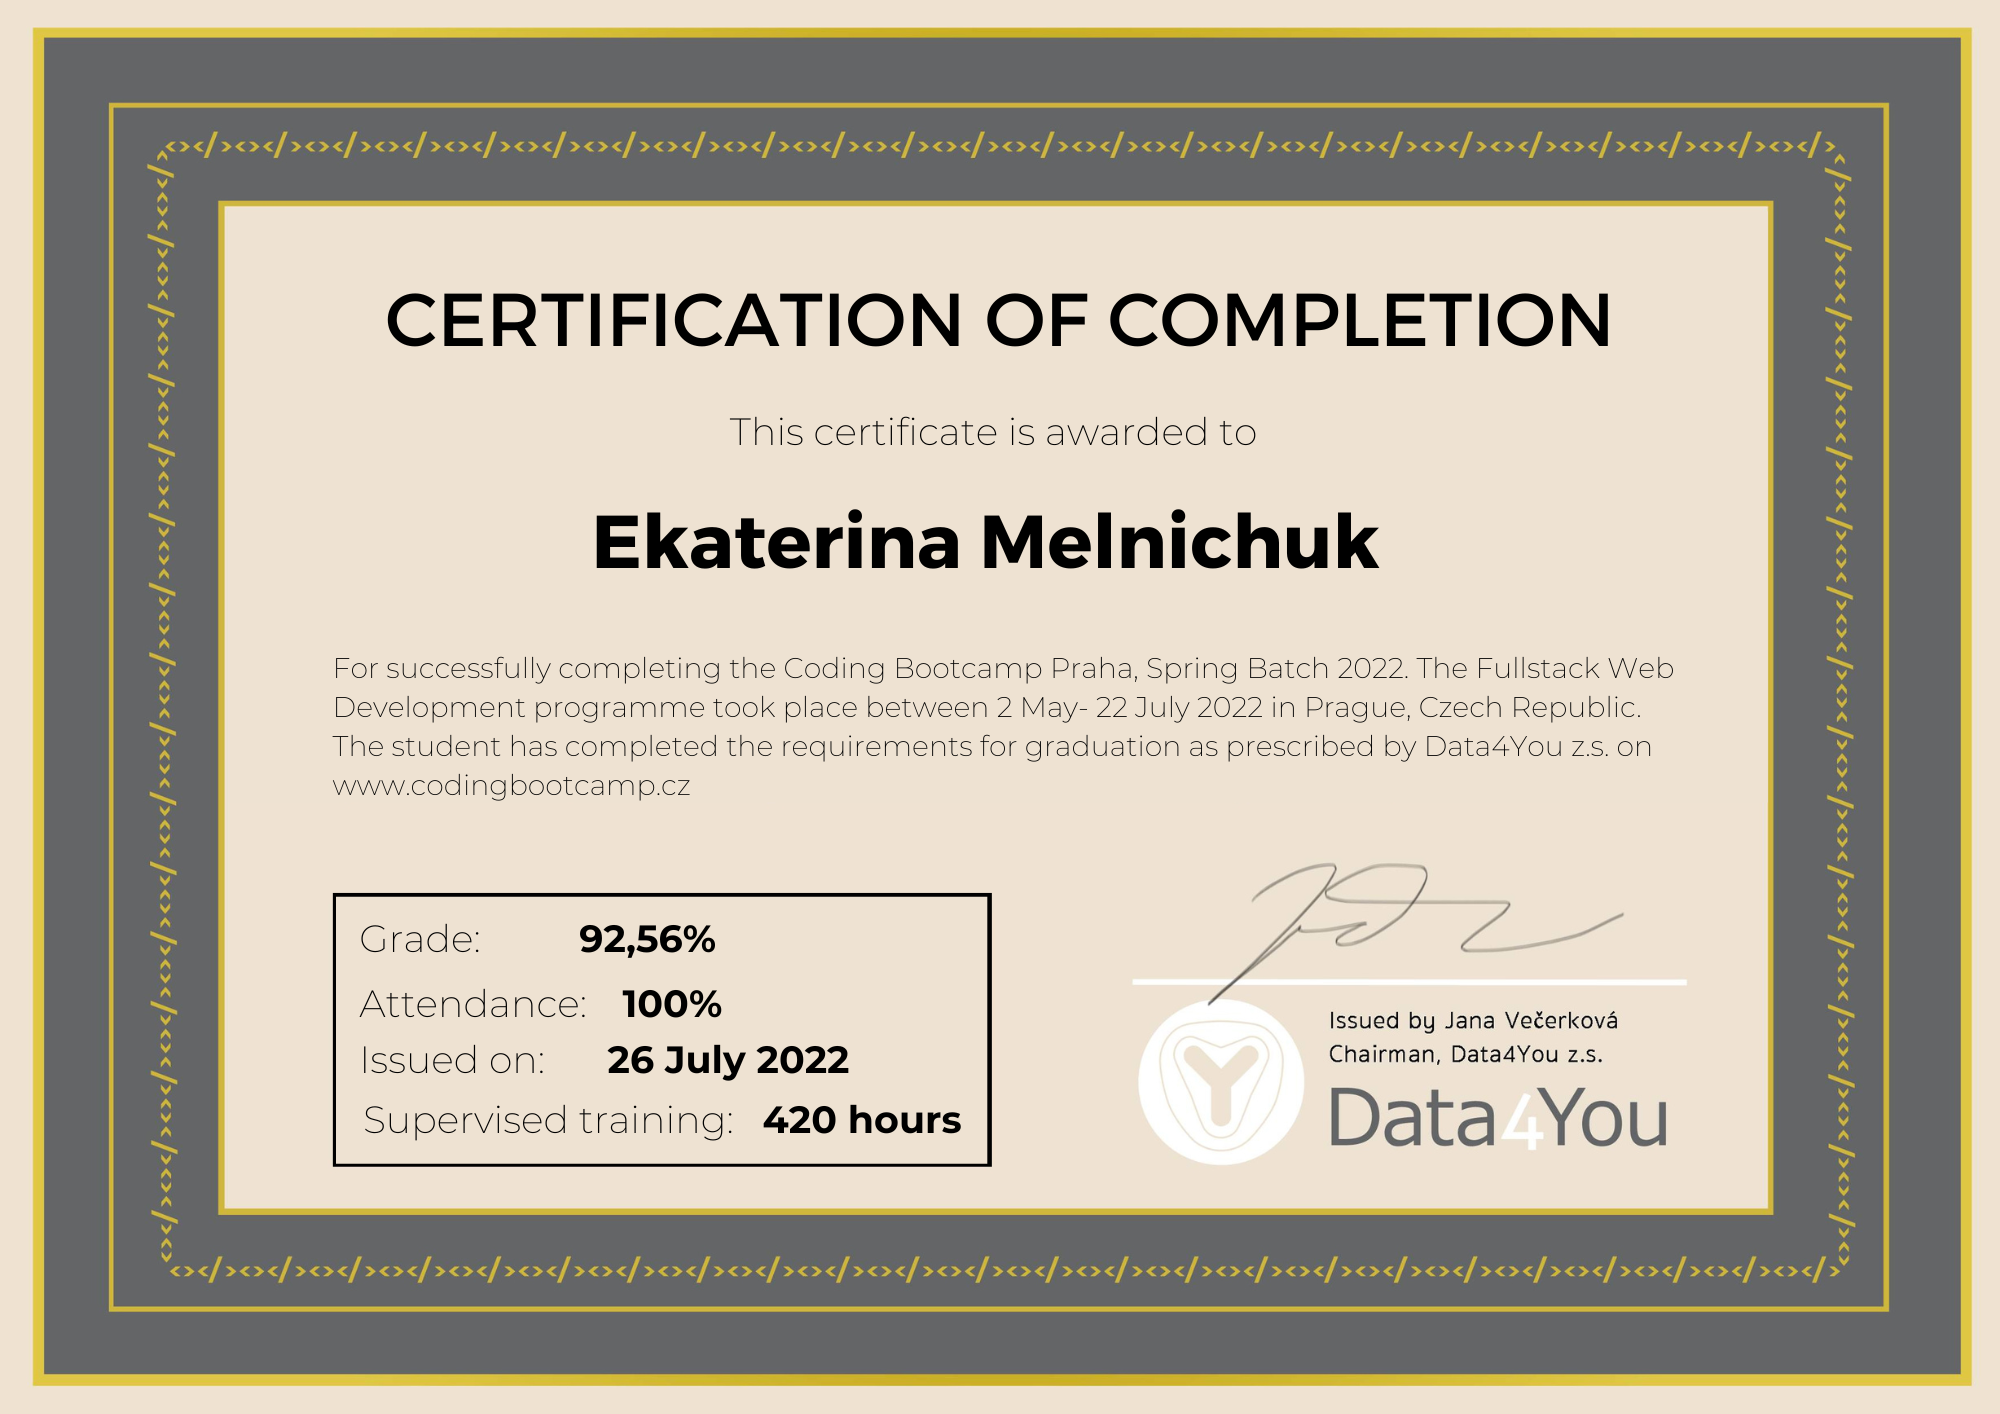 CERTIFICATION OF COMPLETION
This certificate is awarded to
Ekaterina Melnichuk
For successfully completing the Coding Bootcamp Praha, Spring Batch 2022. The Fullstack Web
Development programme took place between 2 May- 22 July 2022 in Prague, Czech Republic.
The student has completed the requirements for graduation as prescribed by Data4You z.s. on
www.codingbootcamp.cz
Grade: 92,56%
Attendance: 100%
Issued on: 26 July 2022
Supervised training: 420 hours
Issued by Jana Večerková
Chairman, Data4You z.s.
Data4You